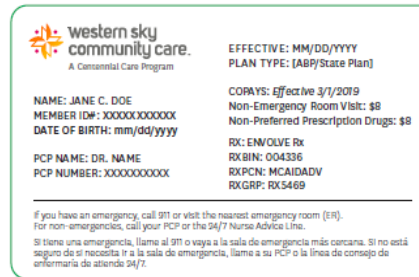 western sky
community care.
A Centennial Care Program
EFFECTIVE: MM/DD/YYYY
PLAN TYPE: [ABP/State Plan]
COPAYS: Effective 3/1/2019
Non-Emergency Room Visit: $8
Non-Preferred Prescription Drugs: $8
NAME: JANE C. DOE
MEMBER ID#: XXXXXXXXXXX
DATE OF BIRTH: mm/dd/yyyy
RX: ENVOLVE Rx
RXBIN: 004336
RXPCN: MCAIDADV
RXGRP: RX5469
PCP NAME: DR. NAME
PCP NUMBER: XXXXXXXXXX
If you have an emergency, call 911 or visit the nearest emergency room (ER).
For non-emergencies, call your PCP or the 24/7 Nurse Advice Line.
Si tiene una emergencia, llame al 911 o vaya a la sala de emergencia más cercana. Si no está
seguro de si necesita ir a la sala de emergencia, llame a su PCP o la línea de consejo de
enfermaría de atiende 24/7.